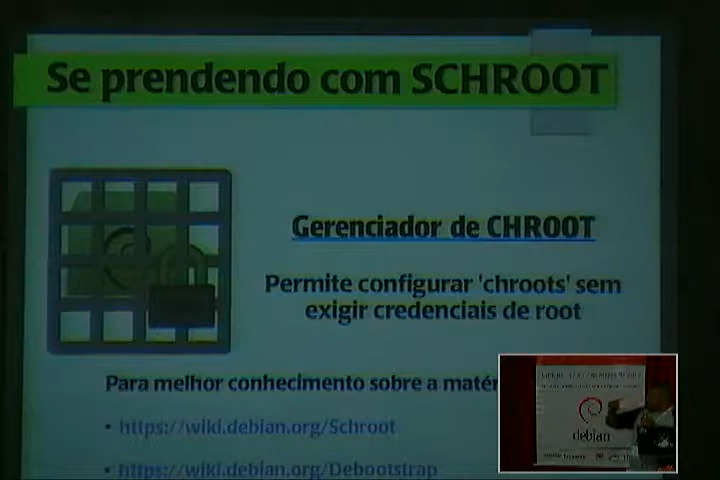 Se prendendo com SCHROOT
Gerenciador de CHROOT
Permite configurar 'chroots' sem
exigir credenciais de root
Para melhor conhecimento sobre a matér
• https://wiki.debian.org/Schroot
• https://wiki.debian.org/Debootstrap
debian